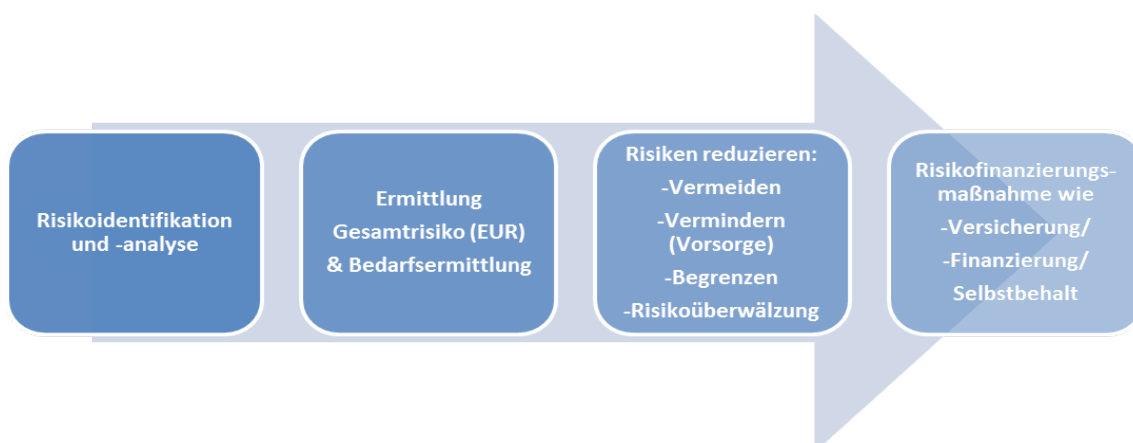 Risikoidentifikation
und -analyse
Ermittlung
Gesamtrisiko (EUR)
& Bedarfsermittlung
Risiken reduzieren:
-Vermeiden
-Vermindern
(Vorsorge)
-Begrenzen
-Risikoüberwälzung
Risikofinanzierungs-
maßnahme wie
-Versicherung/
-Finanzierung/
Selbstbehalt